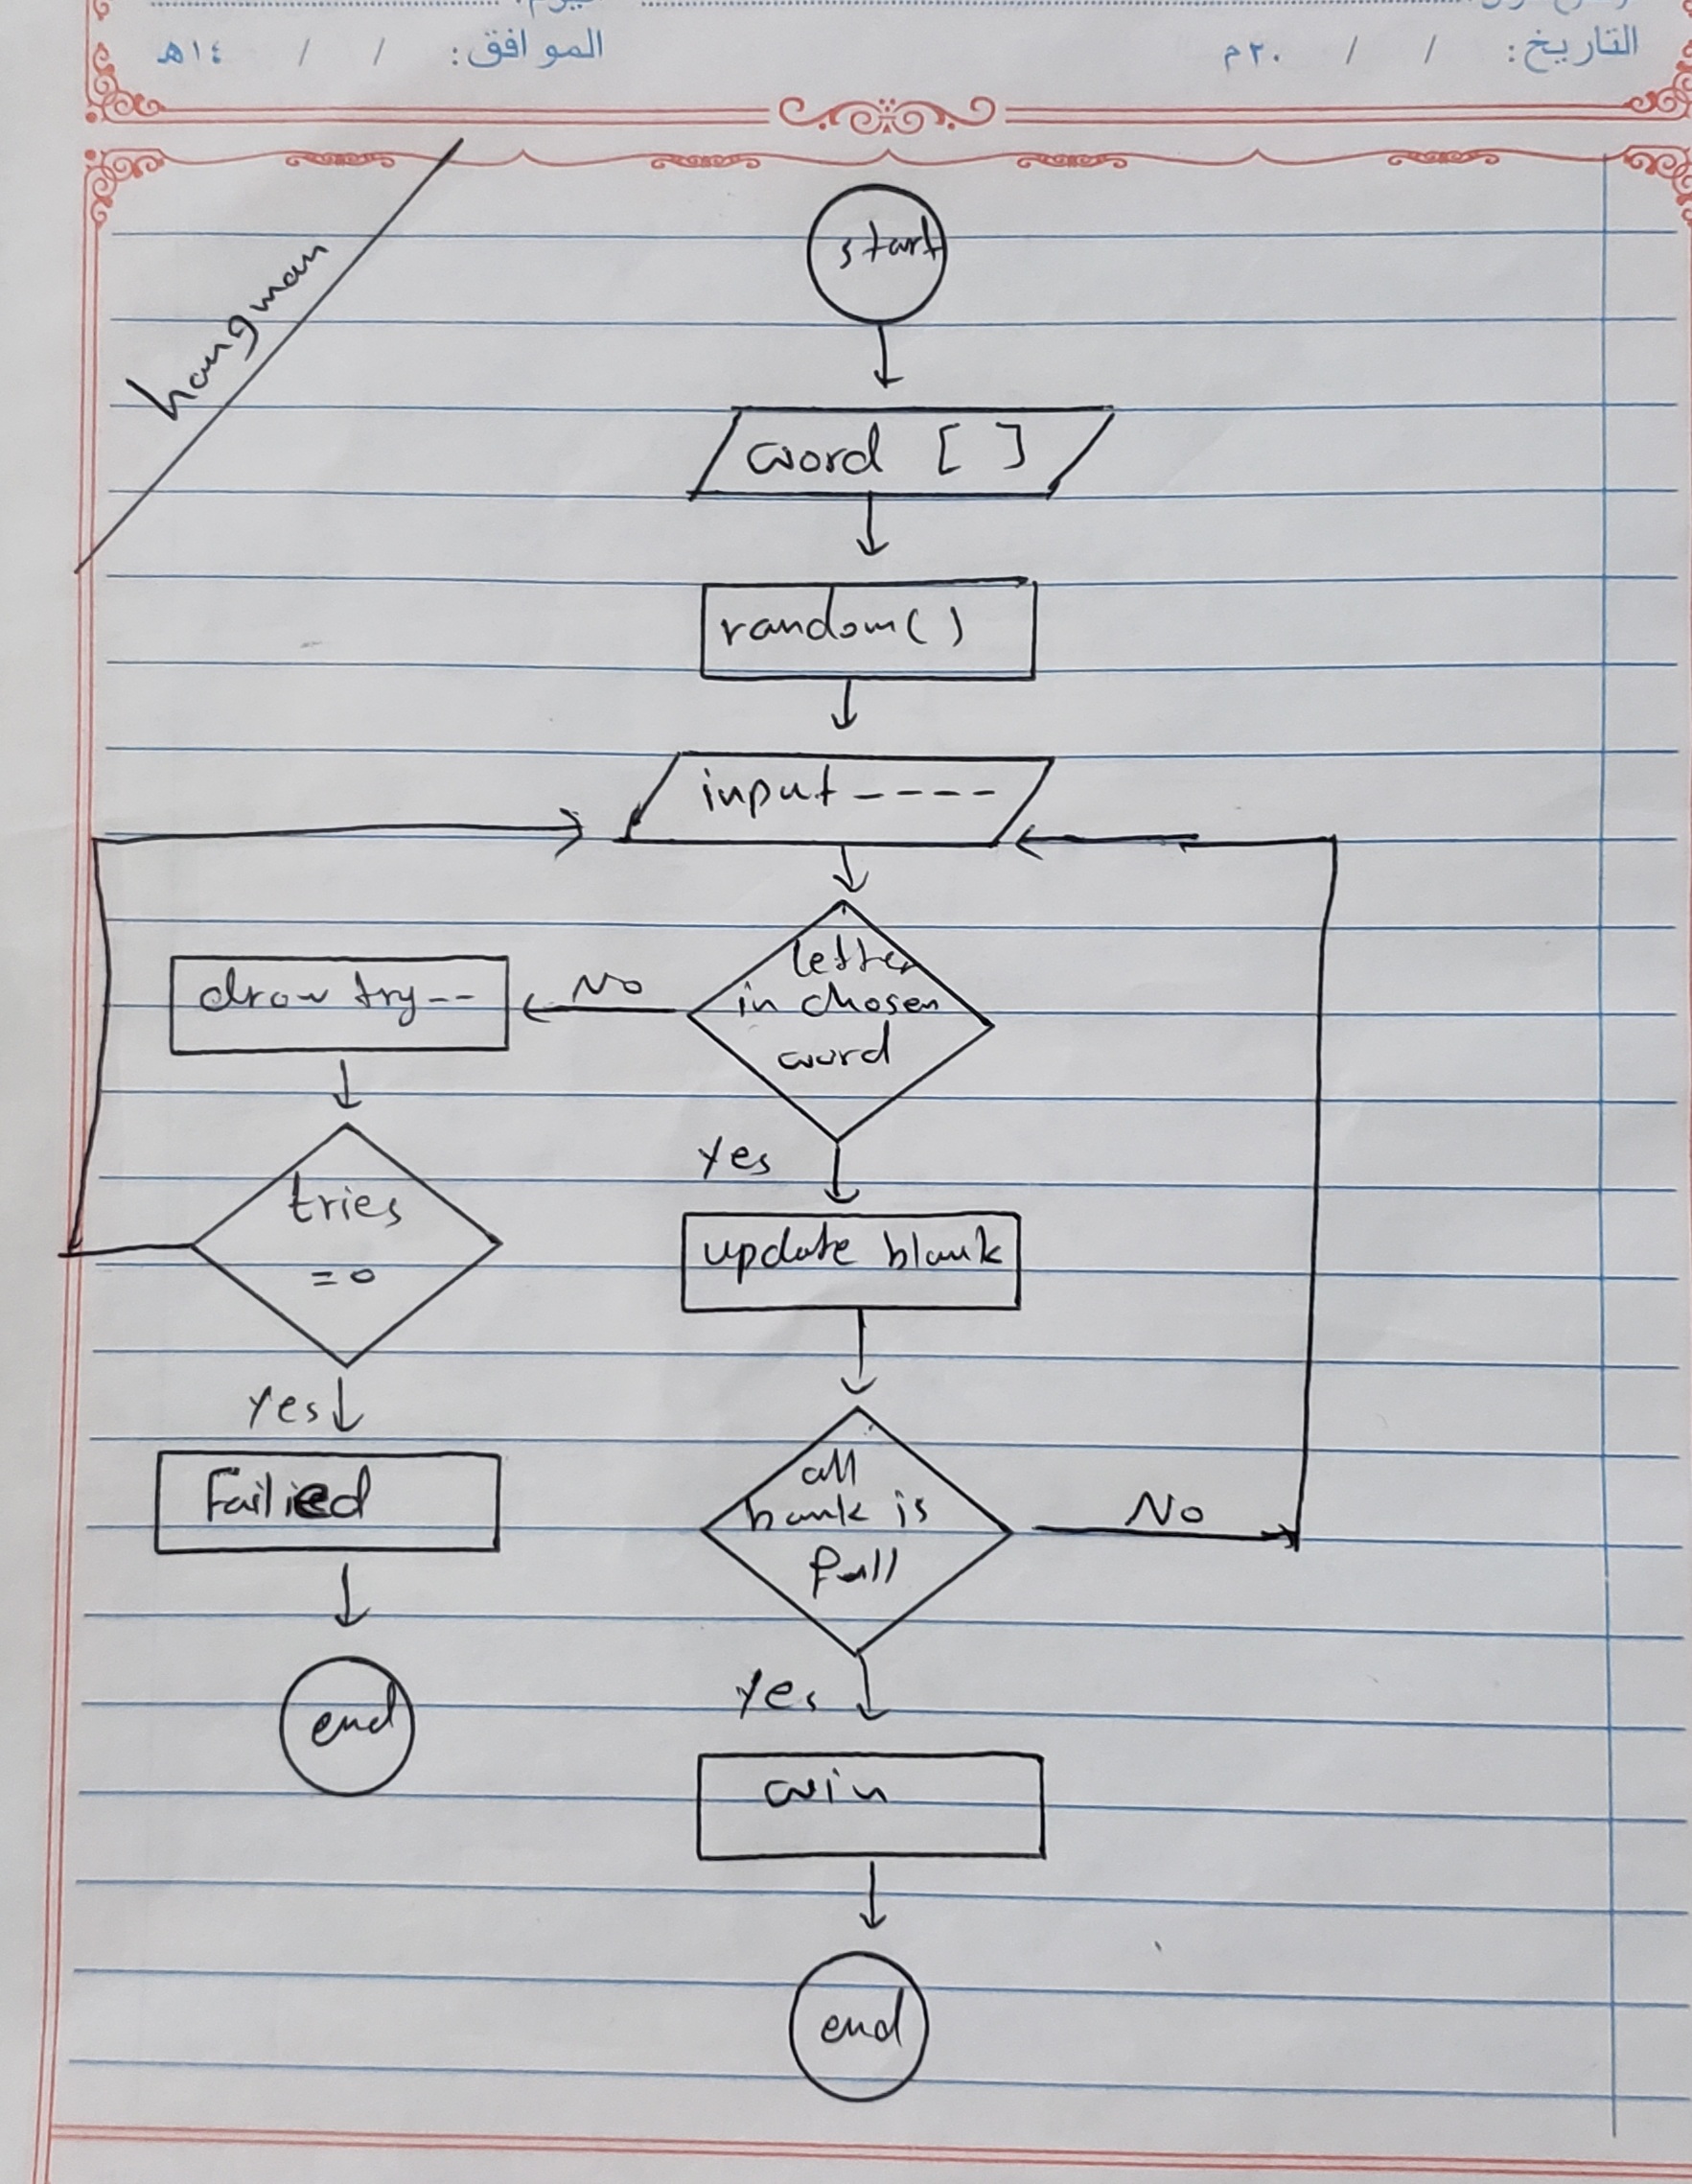 التاريخ: / / ٢٠م
الموافق: / / ١٤هـ
hangman
start
word [ ]
random()
input ----
letter
in chosen
word
No
draw try--
tries
=0
yes
update blank
yes
Failied
all
bank is
full
No
end
yes
win
end